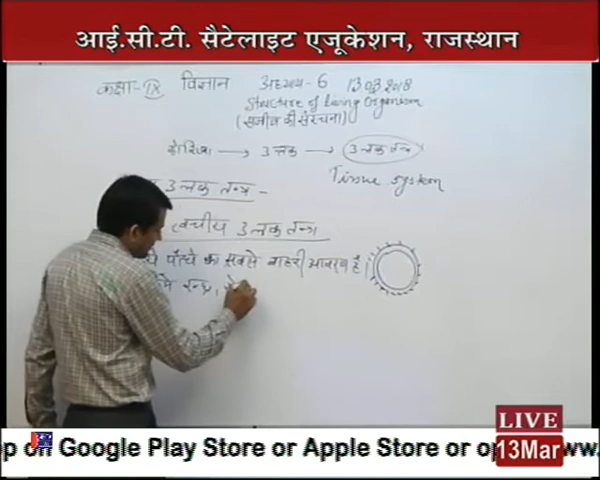 आई.सी.टी. सैटेलाइट एजूकेशन, राजस्थान
कक्षा-IX विज्ञान अध्याय-6 13.03.2018
Structure of living Organism
(सजीव की संरचना)
कोशिका → ऊतक → ऊतक तन्त्र
Tissue system
ऊतक तन्त्र -
त्वचीय ऊतक तन्त्र
ये पौधे का सबसे बाहरी आवरण है।
रन्ध्र,
LIVE
on Google Play Store or Apple Store or
13Mar
www.